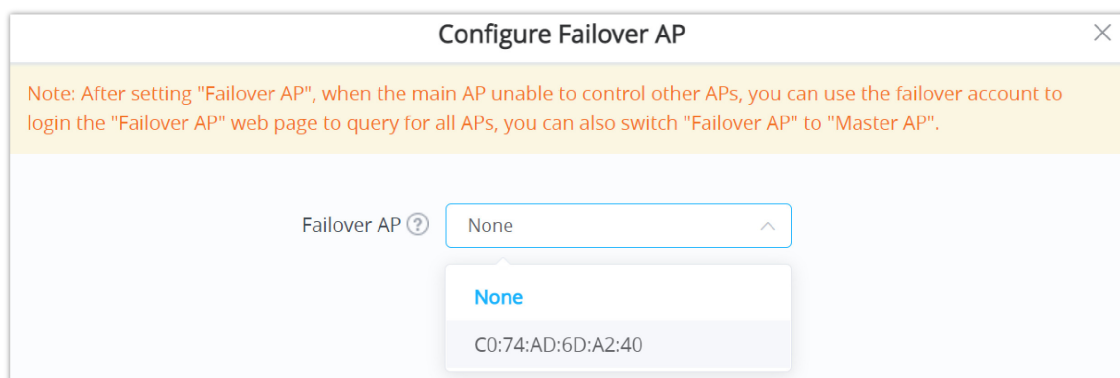 Configure Failover AP
Note: After setting "Failover AP", when the main AP unable to control other APs, you can use the failover account to
login the "Failover AP" web page to query for all APs, you can also switch "Failover AP" to "Master AP".
Failover AP ? None
None
C0:74:AD:6D:A2:40